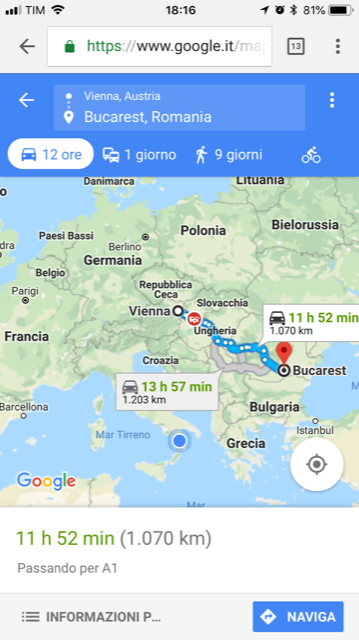 TIM 18:16 81%
https://www.google.it/map 13
Vienna, Austria
Bucarest, Romania
12 ore 1 giorno 9 giorni
Danimarca
Lituania
Polonia
Bielorussia
Paesi Bassi
Berlino
Germania
Belgio
Parigi
Repubblica
Ceca
Slovacchia
Vienna
11 h 52 min
1.070 km
Ungheria
Francia
Croazia
Bucarest
13 h 57 min
1.203 km
Barcellona
Bulgaria
Istanbul
Mar Tirreno
Grecia
Google
Mar
11 h 52 min (1.070 km)
Passando per A1
INFORMAZIONI P...
NAVIGA